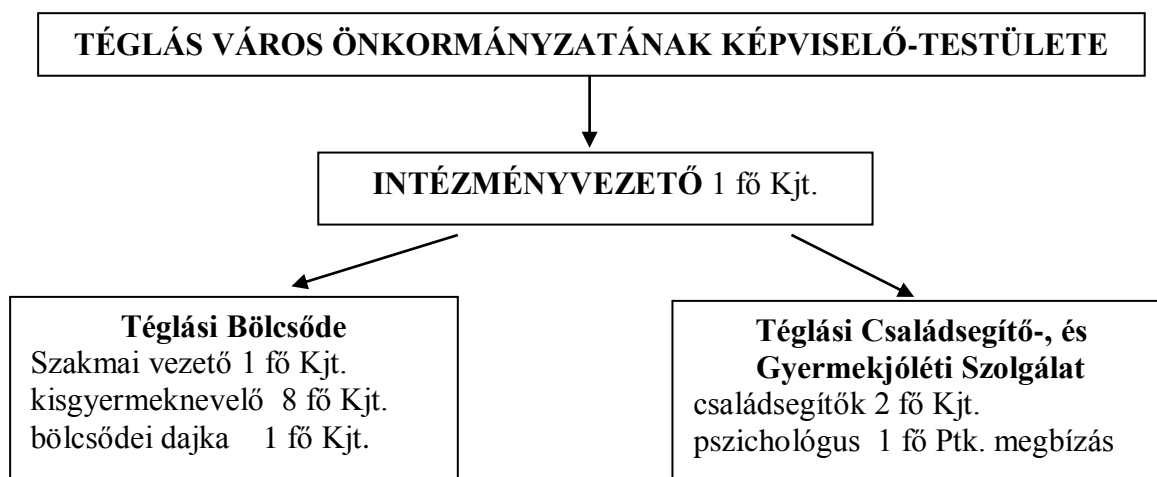 TÉGLÁS VÁROS ÖNKORMÁNYZATÁNAK KÉPVISELŐ-TESTÜLETE
INTÉZMÉNYVEZETŐ 1 fő Kjt.
Téglási Bölcsőde
Szakmai vezető 1 fő Kjt.
kisgyermeknevelő 8 fő Kjt.
bölcsődei dajka 1 fő Kjt.
Téglási Családsegítő-, és
Gyermekjóléti Szolgálat
családsegítők 2 fő Kjt.
pszichológus 1 fő Ptk. megbízás